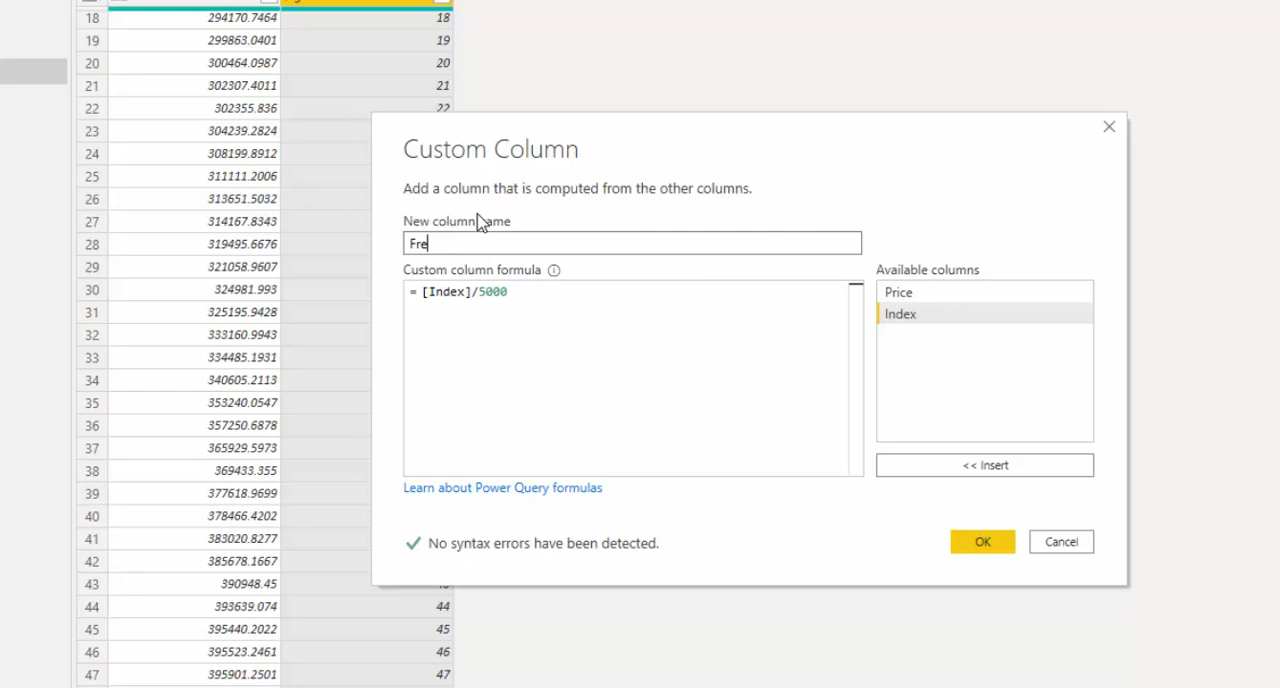 18 294170.7464 18
19 299863.0401 19
20 300464.0987 20
21 302307.4011 21
22 302355.836 22
23 304239.2824
24 308199.8912
25 311111.2006
26 313651.5032
27 314167.8343
28 319495.6676
29 321058.9607
30 324981.993
31 325195.9428
32 333160.9943
33 334485.1931
34 340605.2113
35 353240.0547
36 357250.6878
37 365929.5973
38 369433.355
39 377618.9699
40 378466.4202
41 383020.8277
42 385678.1667
43 390948.45
44 393639.074 44
45 395440.2022 45
46 395523.2461 46
47 395901.2501 47
Custom Column
Add a column that is computed from the other columns.
New column name
Fre
Custom column formula
= [Index]/5000
Available columns
Price
Index
<< Insert
Learn about Power Query formulas
No syntax errors have been detected.
OK
Cancel